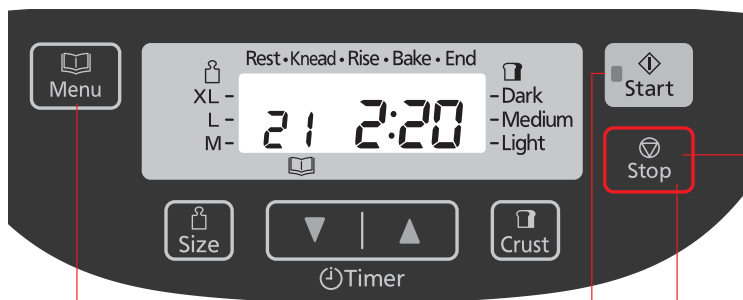 Menu
Rest • Knead • Rise • Bake • End
XL - - Dark
L - - Medium
M - - Light
21 2:20
Start
Stop
Size
Crust
Timer